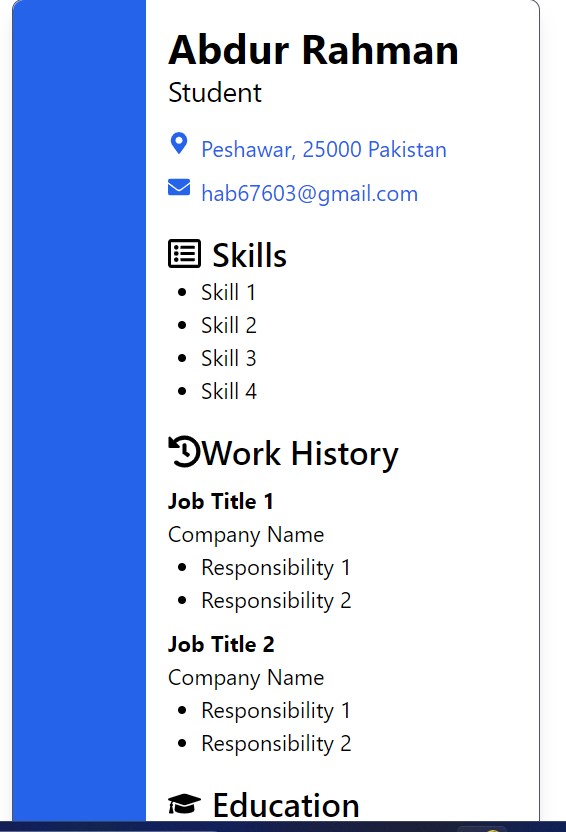 Abdur Rahman
Student
Peshawar, 25000 Pakistan
hab67603@gmail.com
Skills
Skill 1
Skill 2
Skill 3
Skill 4
Work History
Job Title 1
Company Name
Responsibility 1
Responsibility 2
Job Title 2
Company Name
Responsibility 1
Responsibility 2
Education